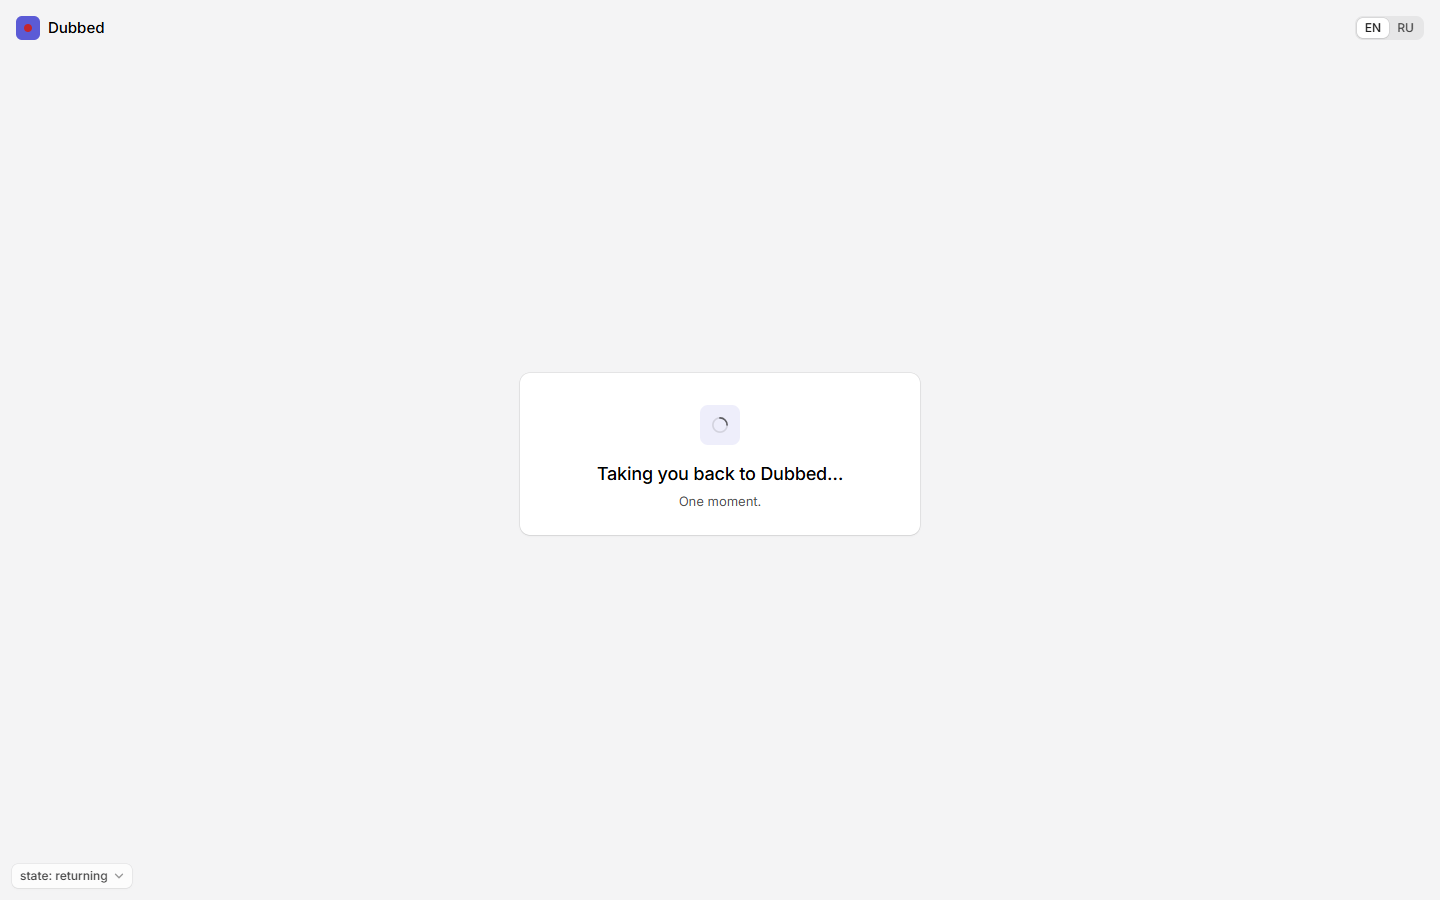 Dubbed
EN RU
Taking you back to Dubbed...
One moment.
state: returning